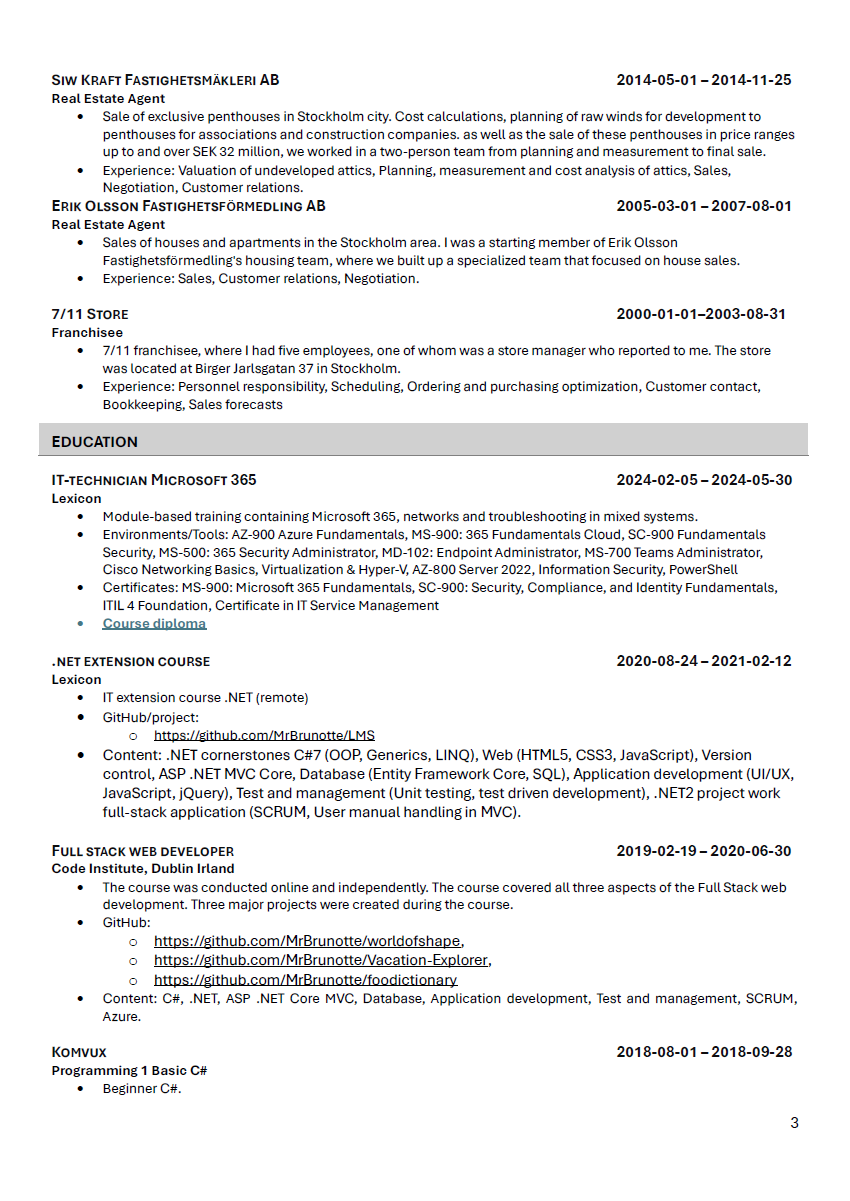 Siw Kraft Fastighetsmäkleri AB 2014-05-01 – 2014-11-25
Real Estate Agent
• Sale of exclusive penthouses in Stockholm city. Cost calculations, planning of raw winds for development to
penthouses for associations and construction companies. as well as the sale of these penthouses in price ranges
up to and over SEK 32 million, we worked in a two-person team from planning and measurement to final sale.
• Experience: Valuation of undeveloped attics, Planning, measurement and cost analysis of attics, Sales,
Negotiation, Customer relations.
Erik Olsson Fastighetsförmedling AB 2005-03-01 – 2007-08-01
Real Estate Agent
• Sales of houses and apartments in the Stockholm area. I was a starting member of Erik Olsson
Fastighetsförmedling's housing team, where we built up a specialized team that focused on house sales.
• Experience: Sales, Customer relations, Negotiation.
7/11 Store 2000-01-01–2003-08-31
Franchisee
• 7/11 franchisee, where I had five employees, one of whom was a store manager who reported to me. The store
was located at Birger Jarlsgatan 37 in Stockholm.
• Experience: Personnel responsibility, Scheduling, Ordering and purchasing optimization, Customer contact,
Bookkeeping, Sales forecasts
EDUCATION
IT-technician Microsoft 365 2024-02-05 – 2024-05-30
Lexicon
• Module-based training containing Microsoft 365, networks and troubleshooting in mixed systems.
• Environments/Tools: AZ-900 Azure Fundamentals, MS-900: 365 Fundamentals Cloud, SC-900 Fundamentals
Security, MS-500: 365 Security Administrator, MD-102: Endpoint Administrator, MS-700 Teams Administrator,
Cisco Networking Basics, Virtualization & Hyper-V, AZ-800 Server 2022, Information Security, PowerShell
• Certificates: MS-900: Microsoft 365 Fundamentals, SC-900: Security, Compliance, and Identity Fundamentals,
ITIL 4 Foundation, Certificate in IT Service Management
• Course diploma
.net extension course 2020-08-24 – 2021-02-12
Lexicon
• IT extension course .NET (remote)
• GitHub/project:
o https://github.com/MrBrunotte/LMS
• Content: .NET cornerstones C#7 (OOP, Generics, LINQ), Web (HTML5, CSS3, JavaScript), Version
control, ASP .NET MVC Core, Database (Entity Framework Core, SQL), Application development (UI/UX,
JavaScript, jQuery), Test and management (Unit testing, test driven development), .NET2 project work
full-stack application (SCRUM, User manual handling in MVC).
Full stack web developer 2019-02-19 – 2020-06-30
Code Institute, Dublin Irland
• The course was conducted online and independently. The course covered all three aspects of the Full Stack web
development. Three major projects were created during the course.
• GitHub:
o https://github.com/MrBrunotte/worldofshape,
o https://github.com/MrBrunotte/Vacation-Explorer,
o https://github.com/MrBrunotte/foodictionary
• Content: C#, .NET, ASP .NET Core MVC, Database, Application development, Test and management, SCRUM,
Azure.
Komvux 2018-08-01 – 2018-09-28
Programming 1 Basic C#
• Beginner C#.
3